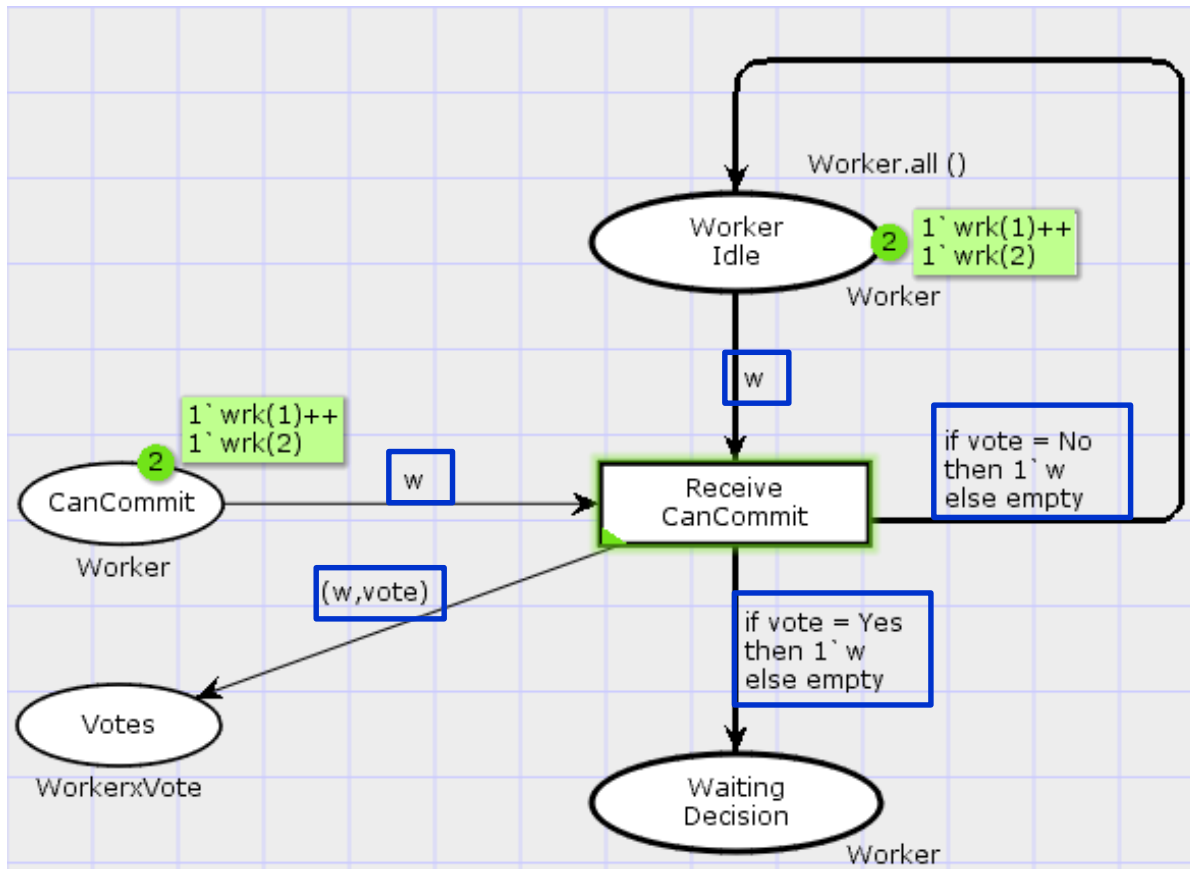 Worker.all ()
Worker
Idle
2
1`wrk(1)++
1`wrk(2)
Worker
w
1`wrk(1)++
1`wrk(2)
2
CanCommit
Worker
w
Receive
CanCommit
if vote = No
then 1`w
else empty
(w,vote)
if vote = Yes
then 1`w
else empty
Votes
WorkerxVote
Waiting
Decision
Worker